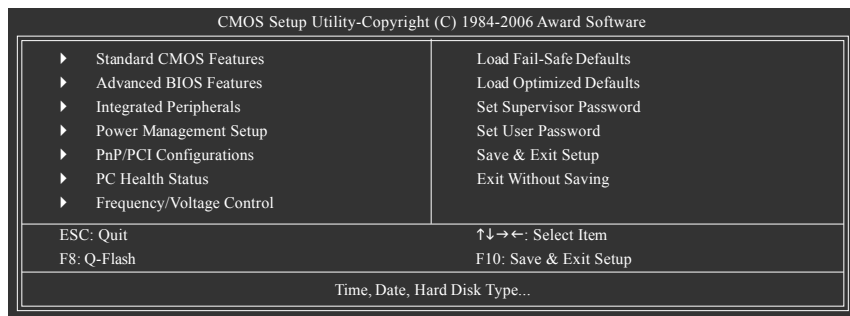 CMOS Setup Utility-Copyright (C) 1984-2006 Award Software
Standard CMOS Features
Advanced BIOS Features
Integrated Peripherals
Power Management Setup
PnP/PCI Configurations
PC Health Status
Frequency/Voltage Control
Load Fail-Safe Defaults
Load Optimized Defaults
Set Supervisor Password
Set User Password
Save & Exit Setup
Exit Without Saving
ESC: Quit
↑↓→←: Select Item
F8: Q-Flash
F10: Save & Exit Setup
Time, Date, Hard Disk Type...